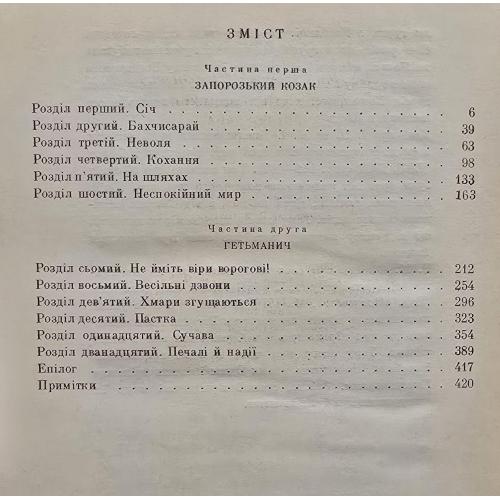 ЗМІСТ
Частина перша
ЗАПОРОЗЬКИЙ КОЗАК
Розділ перший. Січ . . . . . . . . . . . . . . . . 6
Розділ другий. Бахчисарай . . . . . . . . . . . . . 39
Розділ третій. Неволя . . . . . . . . . . . . . . . 63
Розділ четвертий. Кохання . . . . . . . . . . . . . 98
Розділ п'ятий. На шляхах . . . . . . . . . . . . . 133
Розділ шостий. Неспокійний мир . . . . . . . . . . 163
Частина друга
ГЕТЬМАНИЧ
Розділ сьомий. Не йміть віри ворогові! . . . . . . . 212
Розділ восьмий. Весільні дзвони . . . . . . . . . . 254
Розділ дев'ятий. Хмари згущаються . . . . . . . . . 296
Розділ десятий. Пастка . . . . . . . . . . . . . . 323
Розділ одинадцятий. Сучава . . . . . . . . . . . . 354
Розділ дванадцятий. Печалі й надії . . . . . . . . . 389
Епілог . . . . . . . . . . . . . . . . . . . . . 417
Примітки . . . . . . . . . . . . . . . . . . . . 420